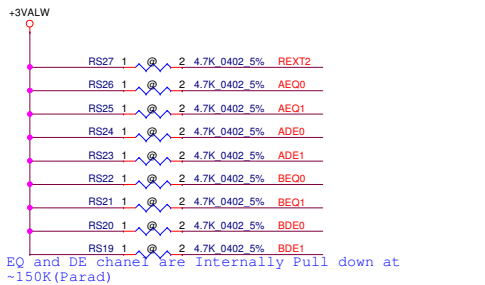 +3VALW
RS27 1 @ 2 4.7K_0402_5% REXT2
RS26 1 @ 2 4.7K_0402_5% AEQ0
RS25 1 @ 2 4.7K_0402_5% AEQ1
RS24 1 @ 2 4.7K_0402_5% ADE0
RS23 1 @ 2 4.7K_0402_5% ADE1
RS22 1 @ 2 4.7K_0402_5% BEQ0
RS21 1 @ 2 4.7K_0402_5% BEQ1
RS20 1 @ 2 4.7K_0402_5% BDE0
RS19 1 @ 2 4.7K_0402_5% BDE1
EQ and DE chanel are Internally Pull down at
~150K(Parad)